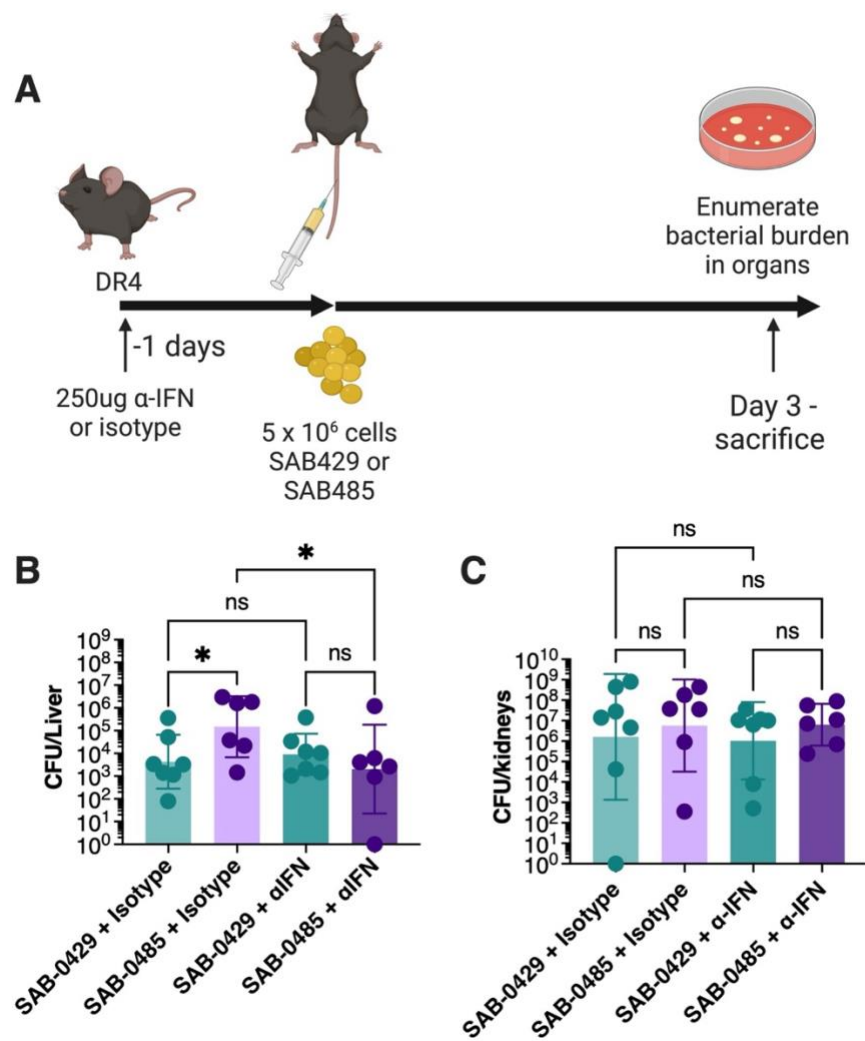 A
DR4
-1 days
250ug α-IFN
or isotype
5 x 10⁶ cells
SAB429 or
SAB485
Enumerate
bacterial burden
in organs
Day 3 -
sacrifice
B
*
ns
*
ns
CFU/Liver
10⁹
10⁸
10⁷
10⁶
10⁵
10⁴
10³
10²
10¹
10⁰
SAB-0429 + Isotype
SAB-0485 + Isotype
SAB-0429 + αIFN
SAB-0485 + αIFN
C
ns
ns
ns
ns
CFU/kidneys
10¹⁰
10⁹
10⁸
10⁷
10⁶
10⁵
10⁴
10³
10²
10¹
10⁰
SAB-0429 + Isotype
SAB-0485 + Isotype
SAB-0429 + α-IFN
SAB-0485 + α-IFN